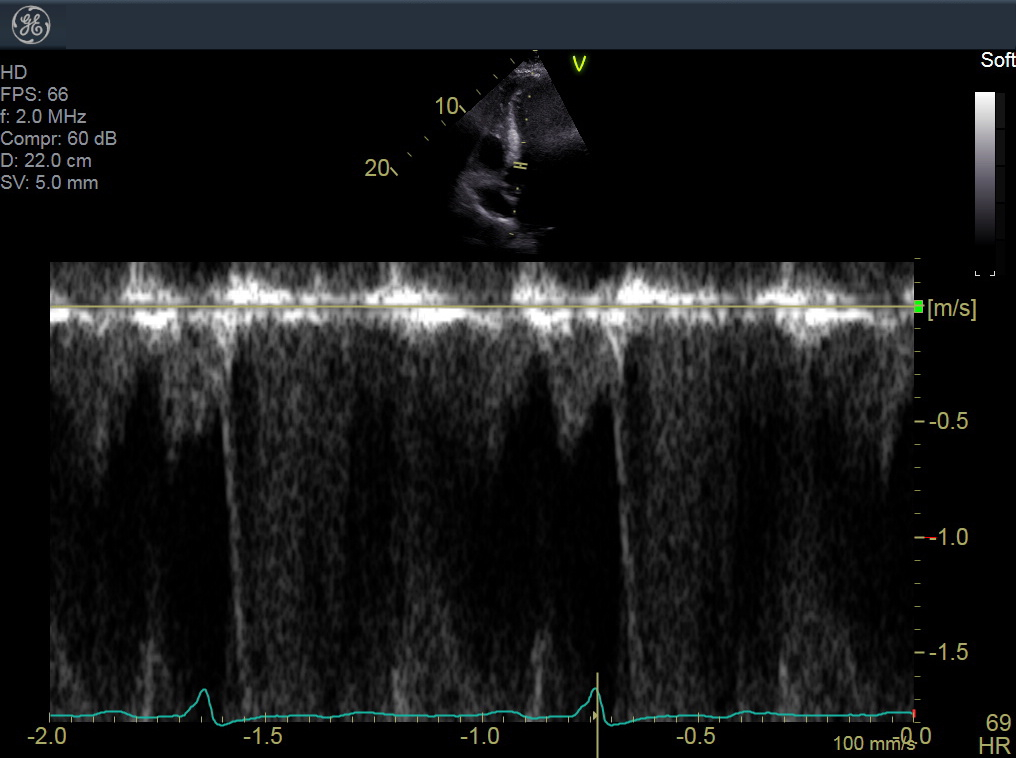 GE
V
Soft
HD
FPS: 66
f: 2.0 MHz
Compr: 60 dB
D: 22.0 cm
SV: 5.0 mm
10
20
[m/s]
-0.5
-1.0
-1.5
-2.0 -1.5 -1.0 -0.5 0.0
100 mm/s
69
HR